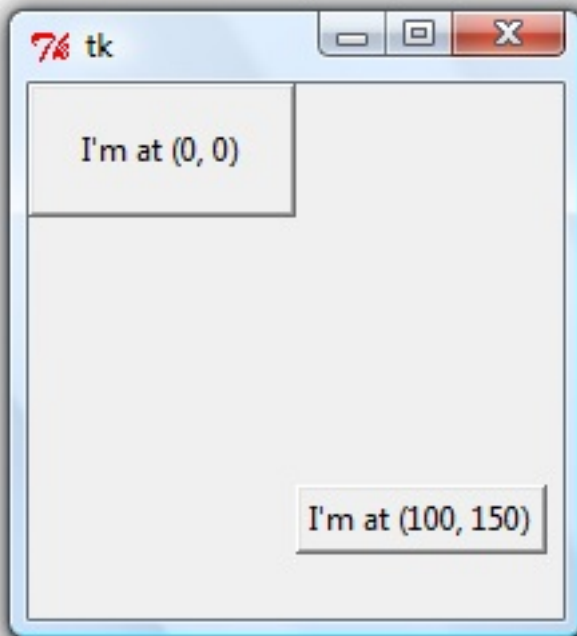 tk
I'm at (0, 0)
I'm at (100, 150)